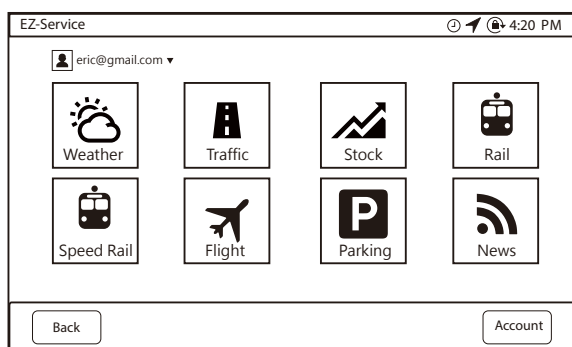 EZ-Service 4:20 PM
eric@gmail.com
Weather Traffic Stock Rail
Speed Rail Flight P Parking News
Back Account